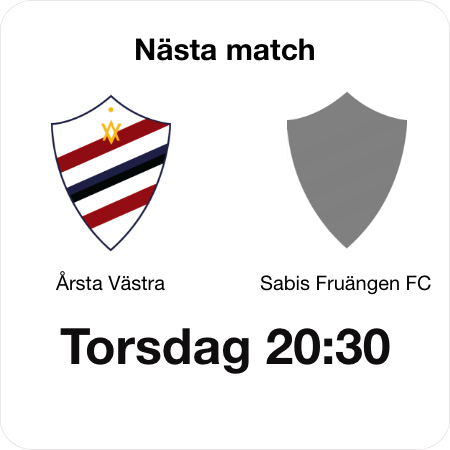 Nästa match
Årsta Västra
Sabis Fruängen FC
Torsdag 20:30